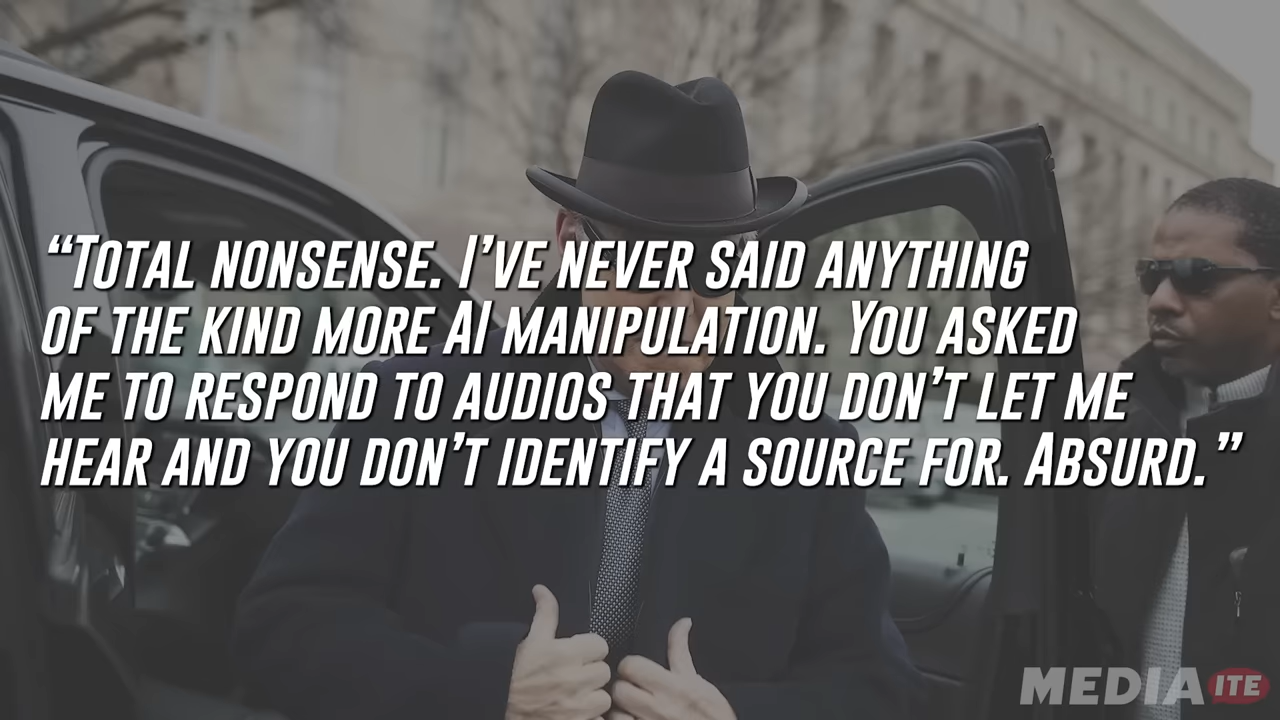 “Total nonsense. I’ve never said anything
of the kind more AI manipulation. You asked
me to respond to audios that you don’t let me
hear and you don’t identify a source for. Absurd.”
MEDIAITE